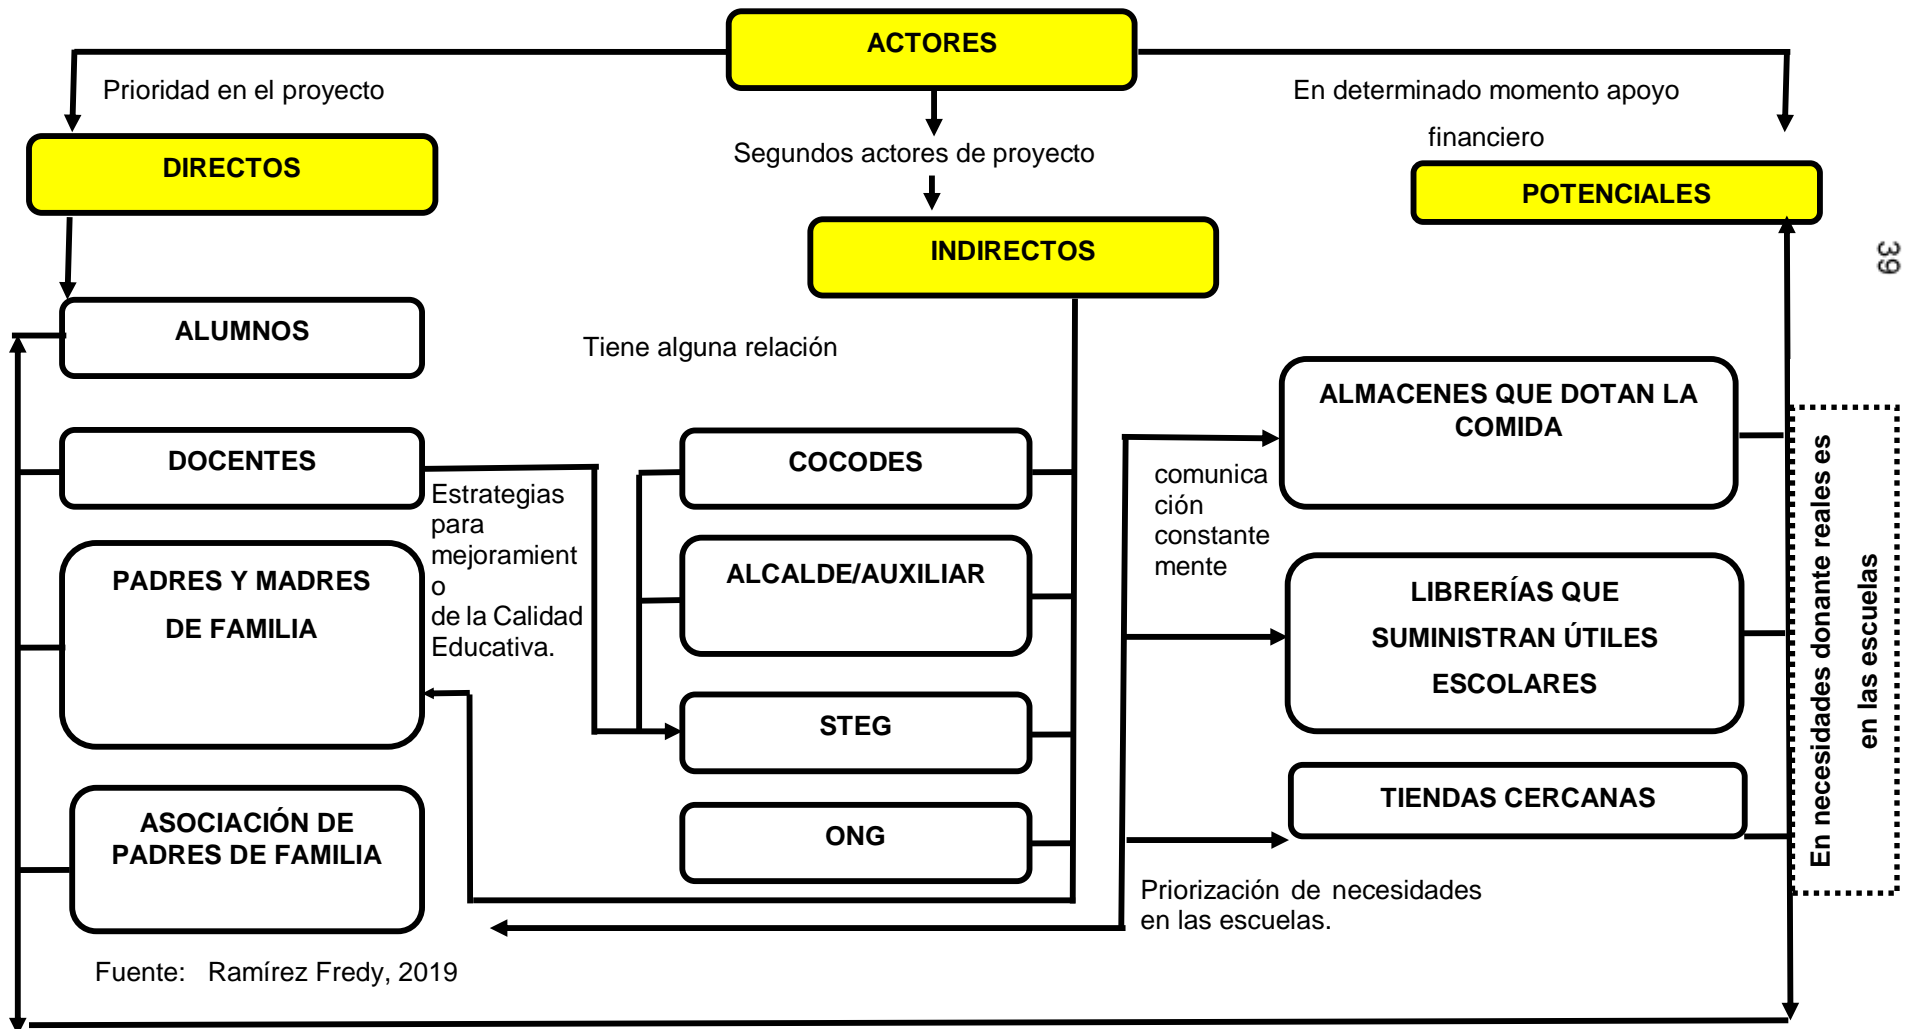 ACTORES
Prioridad en el proyecto
En determinado momento apoyo
financiero
Segundos actores de proyecto
DIRECTOS
POTENCIALES
INDIRECTOS
39
ALUMNOS
Tiene alguna relación
DOCENTES
Estrategias
para
mejoramient
o
de la Calidad
Educativa.
PADRES Y MADRES
DE FAMILIA
ASOCIACIÓN DE
PADRES DE FAMILIA
COCODES
ALCALDE/AUXILIAR
STEG
ONG
comunica
ción
constante
mente
ALMACENES QUE DOTAN LA
COMIDA
LIBRERÍAS QUE
SUMINISTRAN ÚTILES
ESCOLARES
TIENDAS CERCANAS
Priorización de necesidades
en las escuelas.
En necesidades donante reales es
en las escuelas
Fuente: Ramírez Fredy, 2019